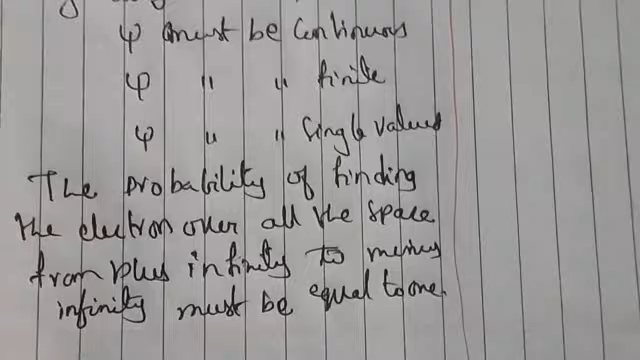 φ must be Continuous
φ " " finite
φ " " Single valued
The probability of finding
the electron over all the space
from plus infinity to menus
infinity must be equal to one.